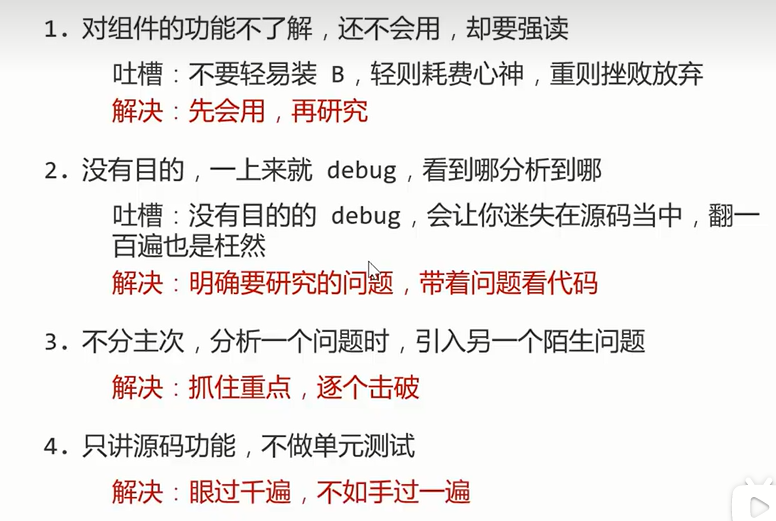 1. 对组件的功能不了解，还不会用，却要强读
吐槽：不要轻易装 B，轻则耗费心神，重则挫败放弃
解决：先会用，再研究
2. 没有目的，一上来就 debug，看到哪分析到哪
吐槽：没有目的的 debug，会让你迷失在源码当中，翻一
百遍也是枉然
解决：明确要研究的问题，带着问题看代码
3. 不分主次，分析一个问题时，引入另一个陌生问题
解决：抓住重点，逐个击破
4. 只讲源码功能，不做单元测试
解决：眼过千遍，不如手过一遍